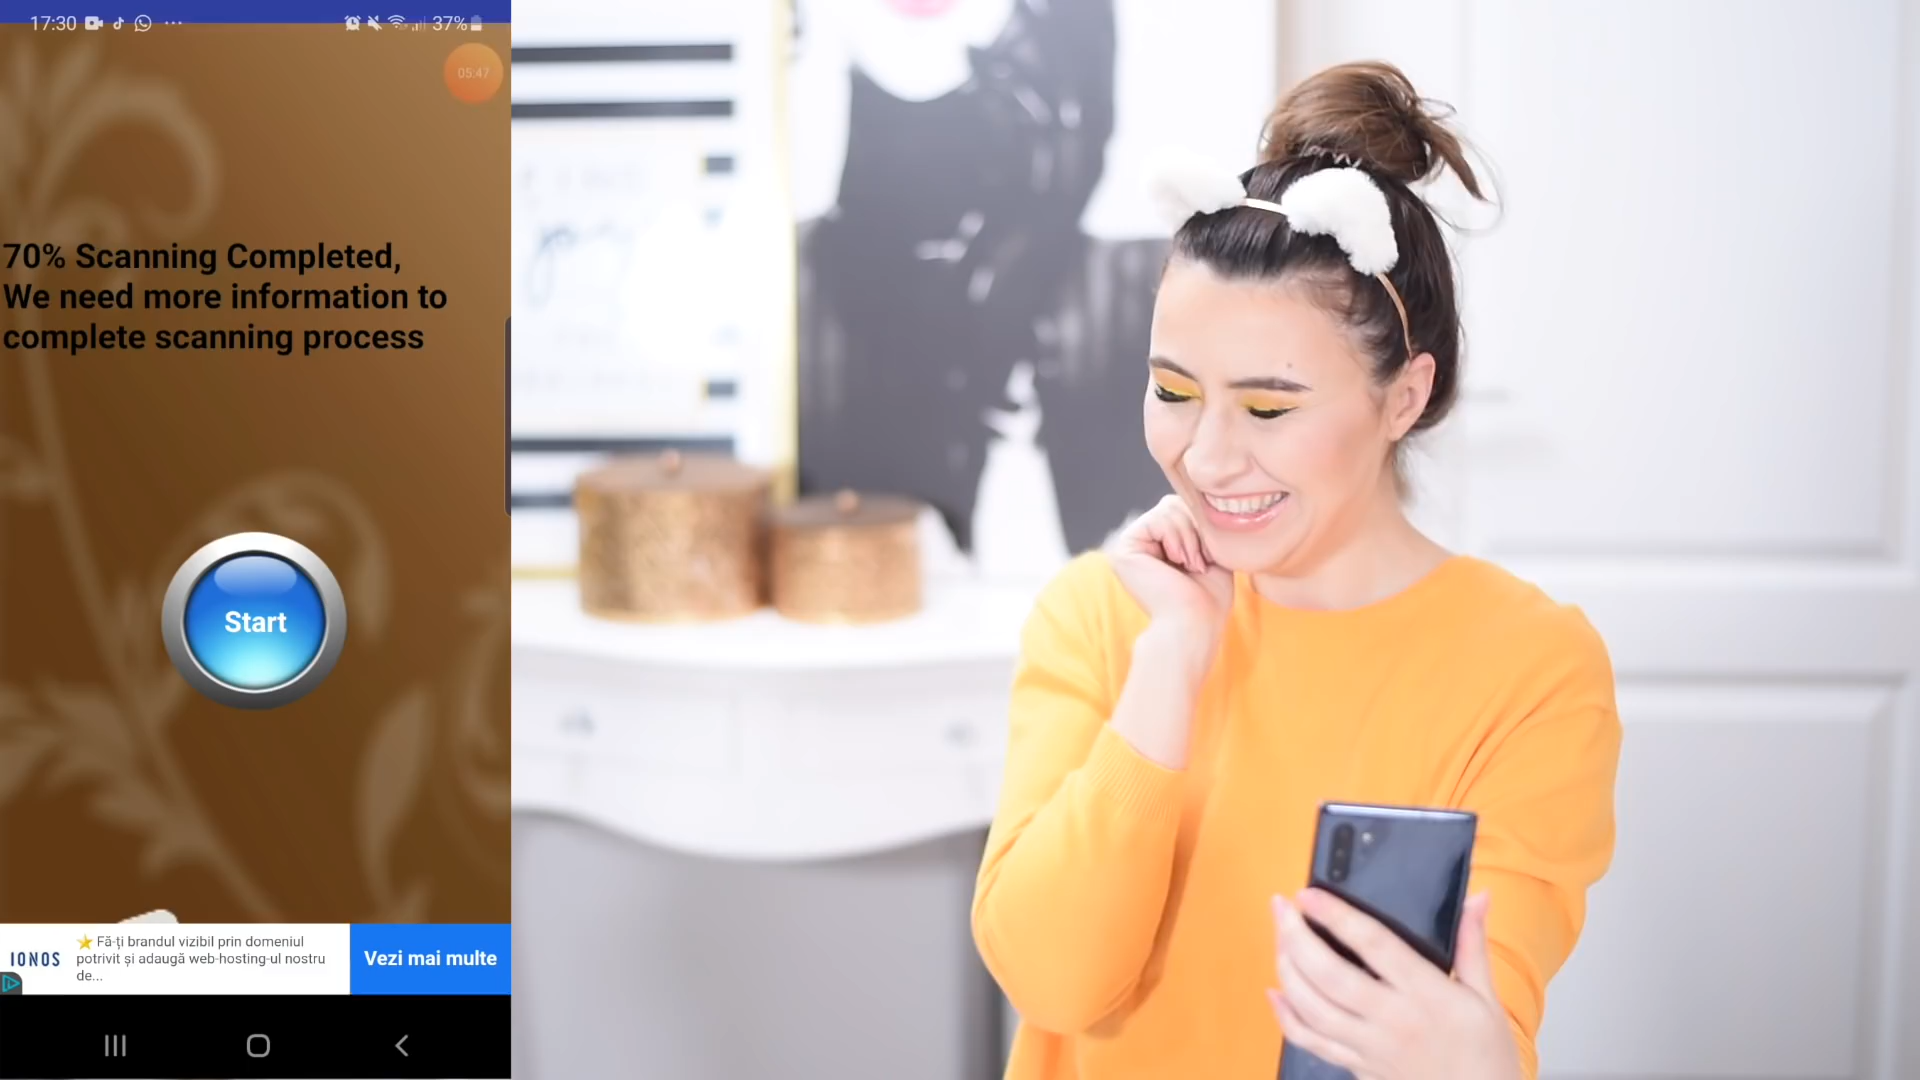 17:30
37%
05:47
70% Scanning Completed,
We need more information to
complete scanning process
Start
IONOS
⭐ Fă-ți brandul vizibil prin domeniul
potrivit și adaugă web-hosting-ul nostru
de...
Vezi mai multe